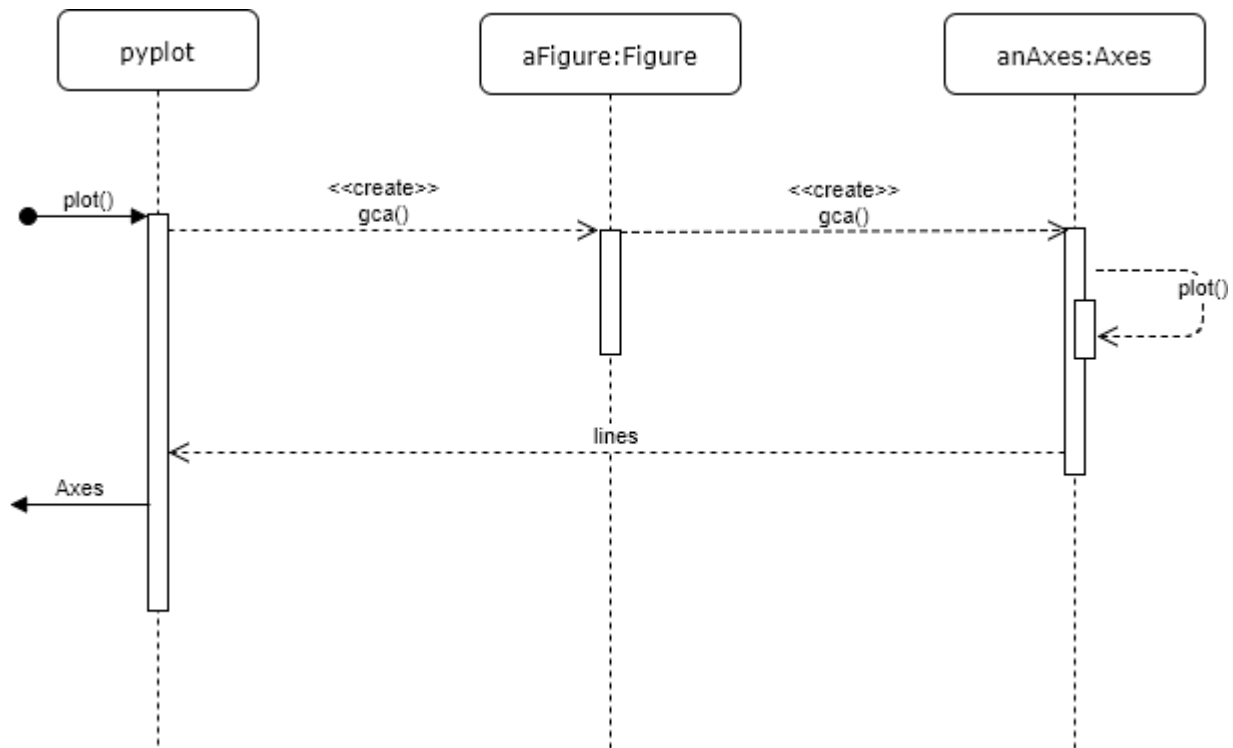 pyplot
aFigure:Figure
anAxes:Axes
plot()
<<create>>
gca()
<<create>>
gca()
plot()
lines
Axes